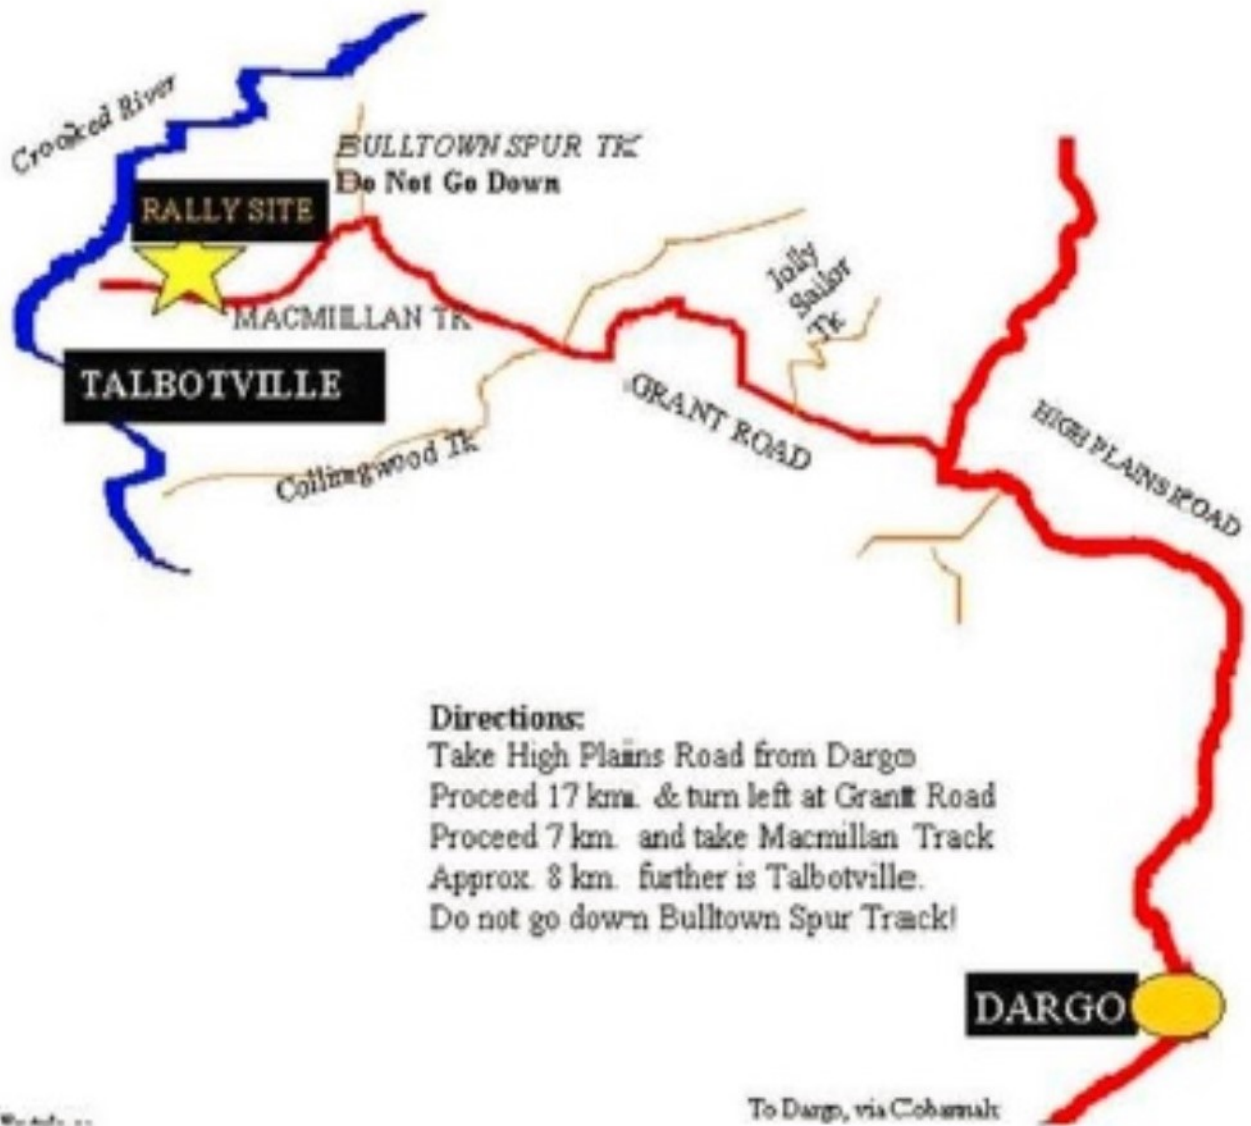 Crooked River
BULLTOWN SPUR TK
Do Not Go Down
RALLY SITE
Jolly
Sailor
Tk
MACMILLAN TK
TALBOTVILLE
GRANT ROAD
HIGH PLAINS ROAD
Collingwood Tk
Directions:
Take High Plains Road from Dargo
Proceed 17 km. & turn left at Grant Road
Proceed 7 km. and take Macmillan Track
Approx. 8 km. further is Talbotville.
Do not go down Bulltown Spur Track!
DARGO
To Dargo, via